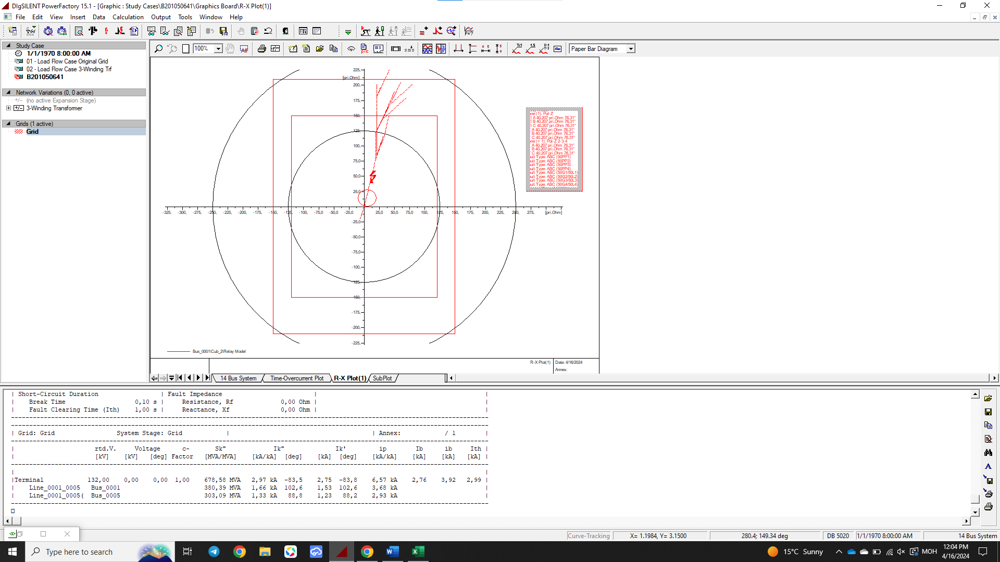 DIgSILENT PowerFactory 15.1 - [Graphic : Study Cases\B201050641\Graphics Board\R-X Plot(1)]
File Edit View Insert Data Calculation Output Tools Window Help
100%
Paper Bar Diagram
Study Case
1/1/1970 8:00:00 AM
01 - Load Flow Case Original Grid
02 - Load Flow Case 3-Winding Trf
B201050641
Network Variations (0, 0 active)
(no active Expansion Stage)
3-Winding Transformer
Grids (1 active)
Grid
225,
[pri.Ohm]
200,
175,
150,
125,
100,
75,0
50,0
25,0
-325, -300, -275, -250, -225, -200, -175, -150, -125, -100, -75,0 -50,0 -25,0 25,0 50,0 75,0 100, 125, 150, 175, 200, 225, 250, 275, [pri.Ohm]
-25,0
-50,0
-75,0
-100,
-125,
-150,
-175,
-200,
-225,
ne (1): Pol-Z
A 40,207 pri.Ohm 76,31°
B 40,207 pri.Ohm 76,31°
C 40,207 pri.Ohm 76,31°
A 40,207 pri.Ohm 76,31°
B 40,207 pri.Ohm 76,31°
C 40,207 pri.Ohm 76,31°
ne (> 1): Pol-Z 2-3-4
A 40,207 pri.Ohm 76,31°
B 40,207 pri.Ohm 76,31°
C 40,207 pri.Ohm 76,31°
ult Type: ABC (50PP1)
ult Type: ABC (50PP2)
ult Type: ABC (50PP3)
ult Type: ABC (50PP4)
ult Type: ABC (50G1/50L1)
ult Type: ABC (50G2/50L2)
ult Type: ABC (50G3/50L3)
ult Type: ABC (50G4/50L4)
Bus_0001\Cub_2\Relay Model
R-X Plot(1) Date: 4/16/2024
Annex:
14 Bus System Time-Overcurrent Plot R-X Plot(1) SubPlot
| Short-Circuit Duration | Fault Impedance | |
| Break Time 0,10 s | Resistance, Rf 0,00 Ohm | |
| Fault Clearing Time (Ith) 1,00 s | Reactance, Xf 0,00 Ohm | |
| Grid: Grid System Stage: Grid | | Annex: / 1 |
| rtd.V. Voltage c- Sk" Ik" Ik' ip Ib ib Ith |
| [kV] [kV] [deg] Factor [MVA/MVA] [kA/kA] [deg] [kA] [deg] [kA/kA] [kA] [kA] [kA] |
|Terminal 132,00 0,00 0,00 1,00 678,58 MVA 2,97 kA -83,5 2,75 -83,8 6,57 kA 2,76 3,92 2,99 |
| Line_0001_0005 Bus_0001 380,39 MVA 1,66 kA 102,6 1,53 102,6 3,68 kA |
| Line_0001_0005( Bus_0005 303,09 MVA 1,33 kA 88,8 1,23 88,2 2,93 kA |
Curve-Tracking X= 1.1984, Y= 3.1500 280.4; 149.34 deg DB 5020 1/1/1970 8:00:00 AM 14 Bus System
Type here to search
15°C Sunny
MOH
12:04 PM
4/16/2024